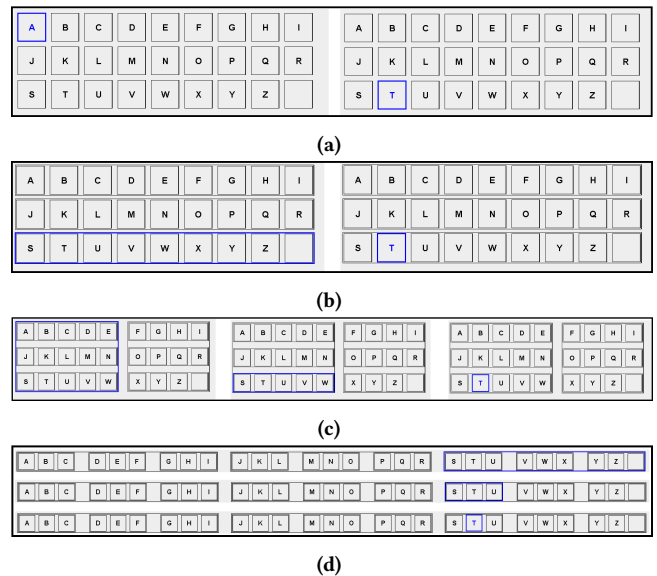 A B C D E F G H I A B C D E F G H I
J K L M N O P Q R J K L M N O P Q R
S T U V W X Y Z S T U V W X Y Z
(a)
A B C D E F G H I A B C D E F G H I
J K L M N O P Q R J K L M N O P Q R
S T U V W X Y Z S T U V W X Y Z
(b)
A B C D E F G H I A B C D E F G H I A B C D E F G H I
J K L M N O P Q R J K L M N O P Q R J K L M N O P Q R
S T U V W X Y Z S T U V W X Y Z S T U V W X Y Z
(c)
A B C D E F G H I J K L M N O P Q R S T U V W X Y Z
A B C D E F G H I J K L M N O P Q R S T U V W X Y Z
A B C D E F G H I J K L M N O P Q R S T U V W X Y Z
(d)